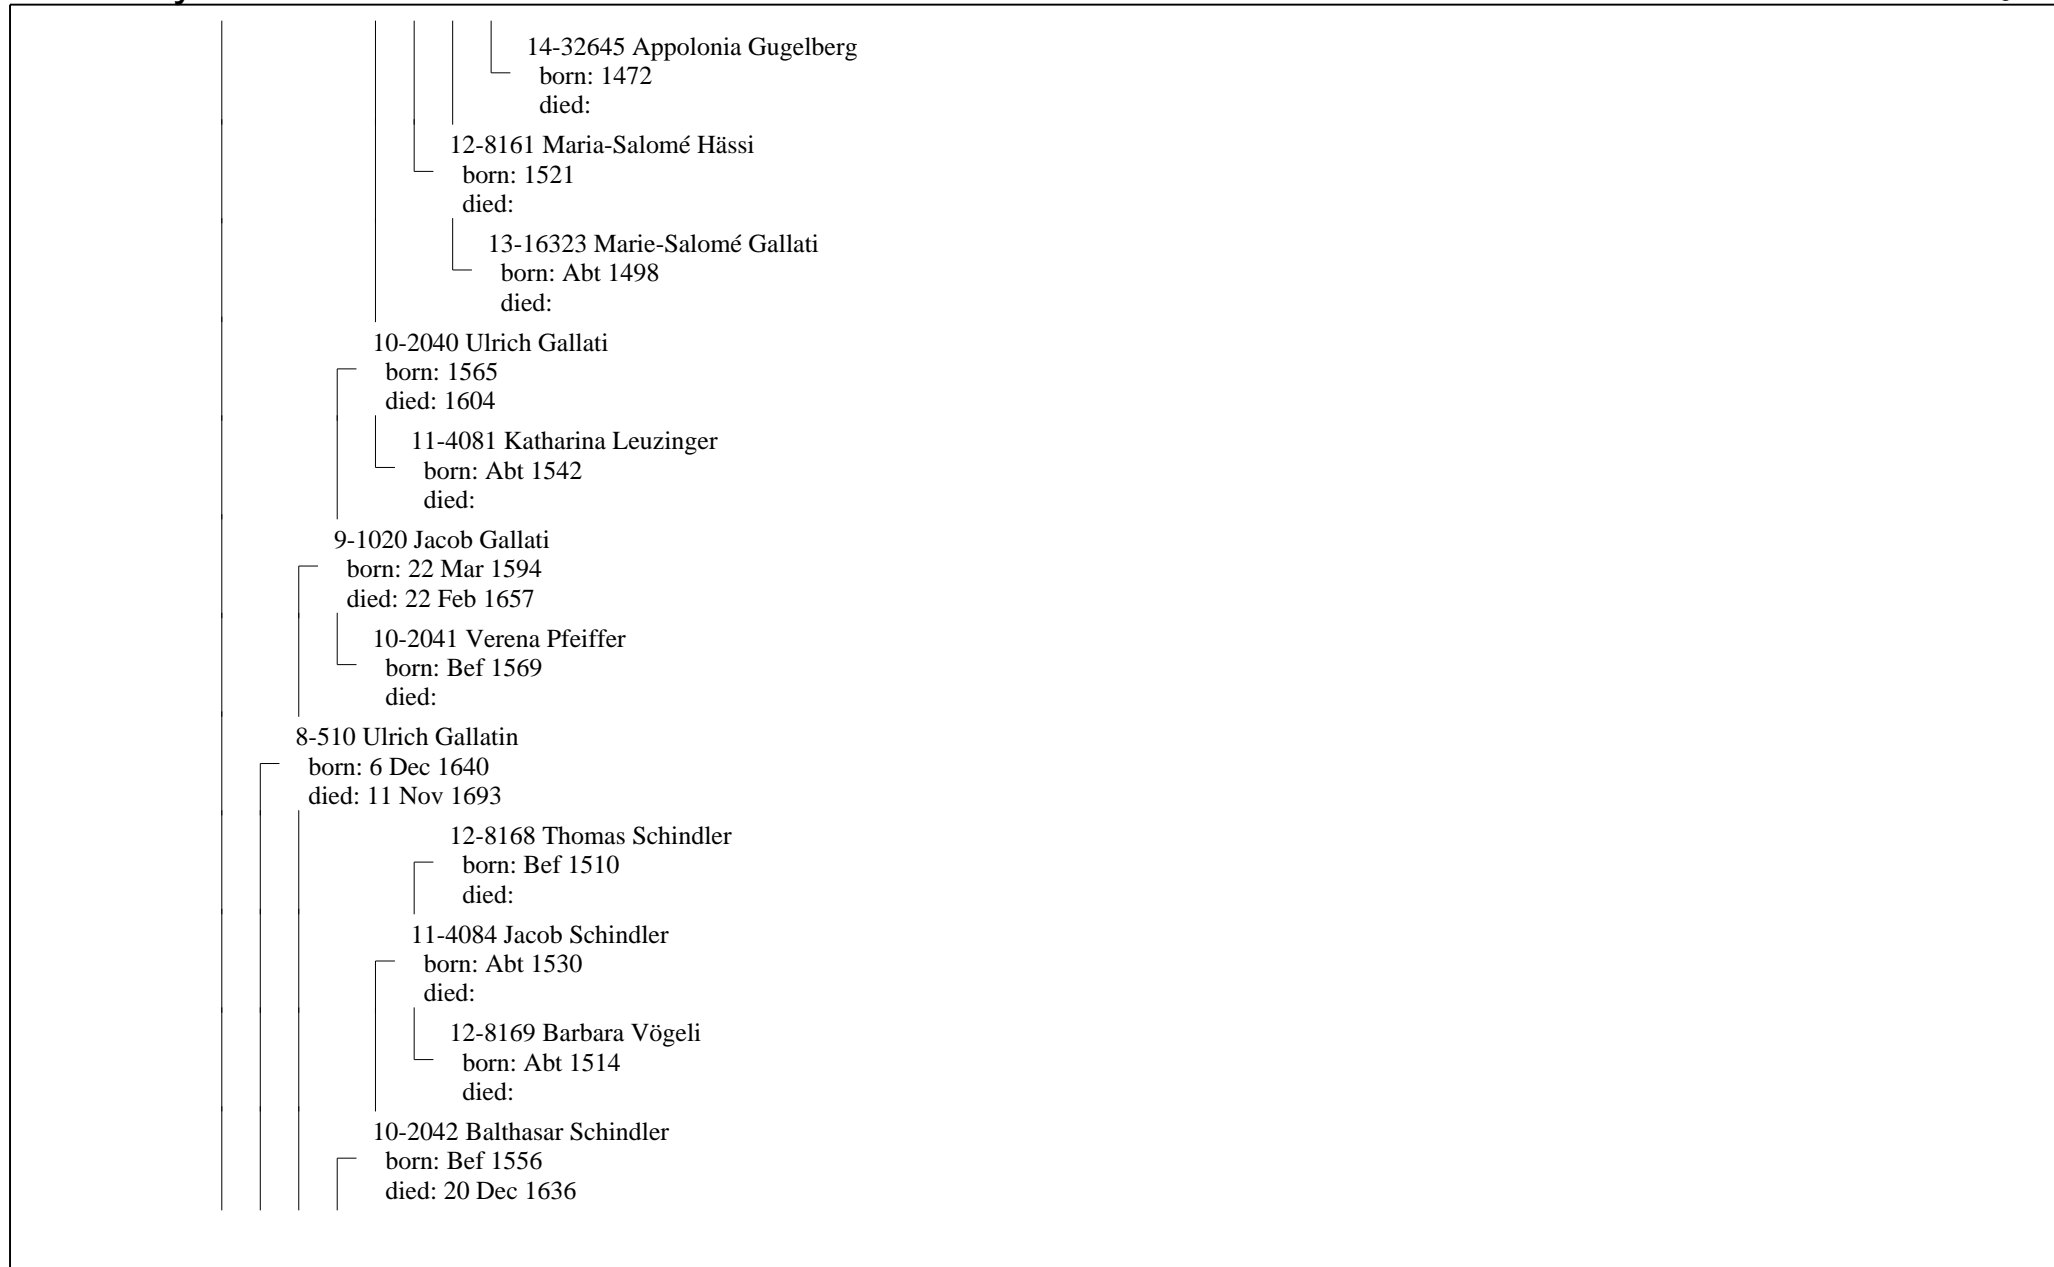 14-32645 Appolonia Gugelberg
born: 1472
died:
12-8161 Maria-Salomé Hässi
born: 1521
died:
13-16323 Marie-Salomé Gallati
born: Abt 1498
died:
10-2040 Ulrich Gallati
born: 1565
died: 1604
11-4081 Katharina Leuzinger
born: Abt 1542
died:
9-1020 Jacob Gallati
born: 22 Mar 1594
died: 22 Feb 1657
10-2041 Verena Pfeiffer
born: Bef 1569
died:
8-510 Ulrich Gallatin
born: 6 Dec 1640
died: 11 Nov 1693
12-8168 Thomas Schindler
born: Bef 1510
died:
11-4084 Jacob Schindler
born: Abt 1530
died:
12-8169 Barbara Vögeli
born: Abt 1514
died:
10-2042 Balthasar Schindler
born: Bef 1556
died: 20 Dec 1636